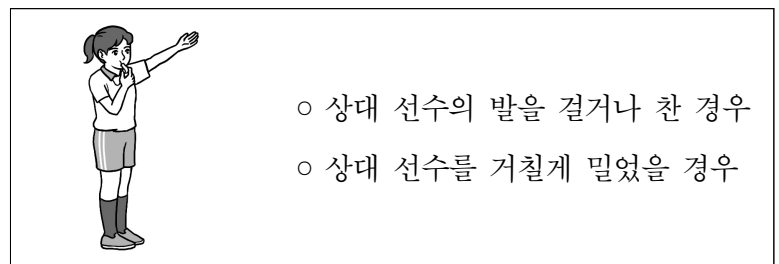 ○ 상대 선수의 발을 걸거나 찬 경우
○ 상대 선수를 거칠게 밀었을 경우